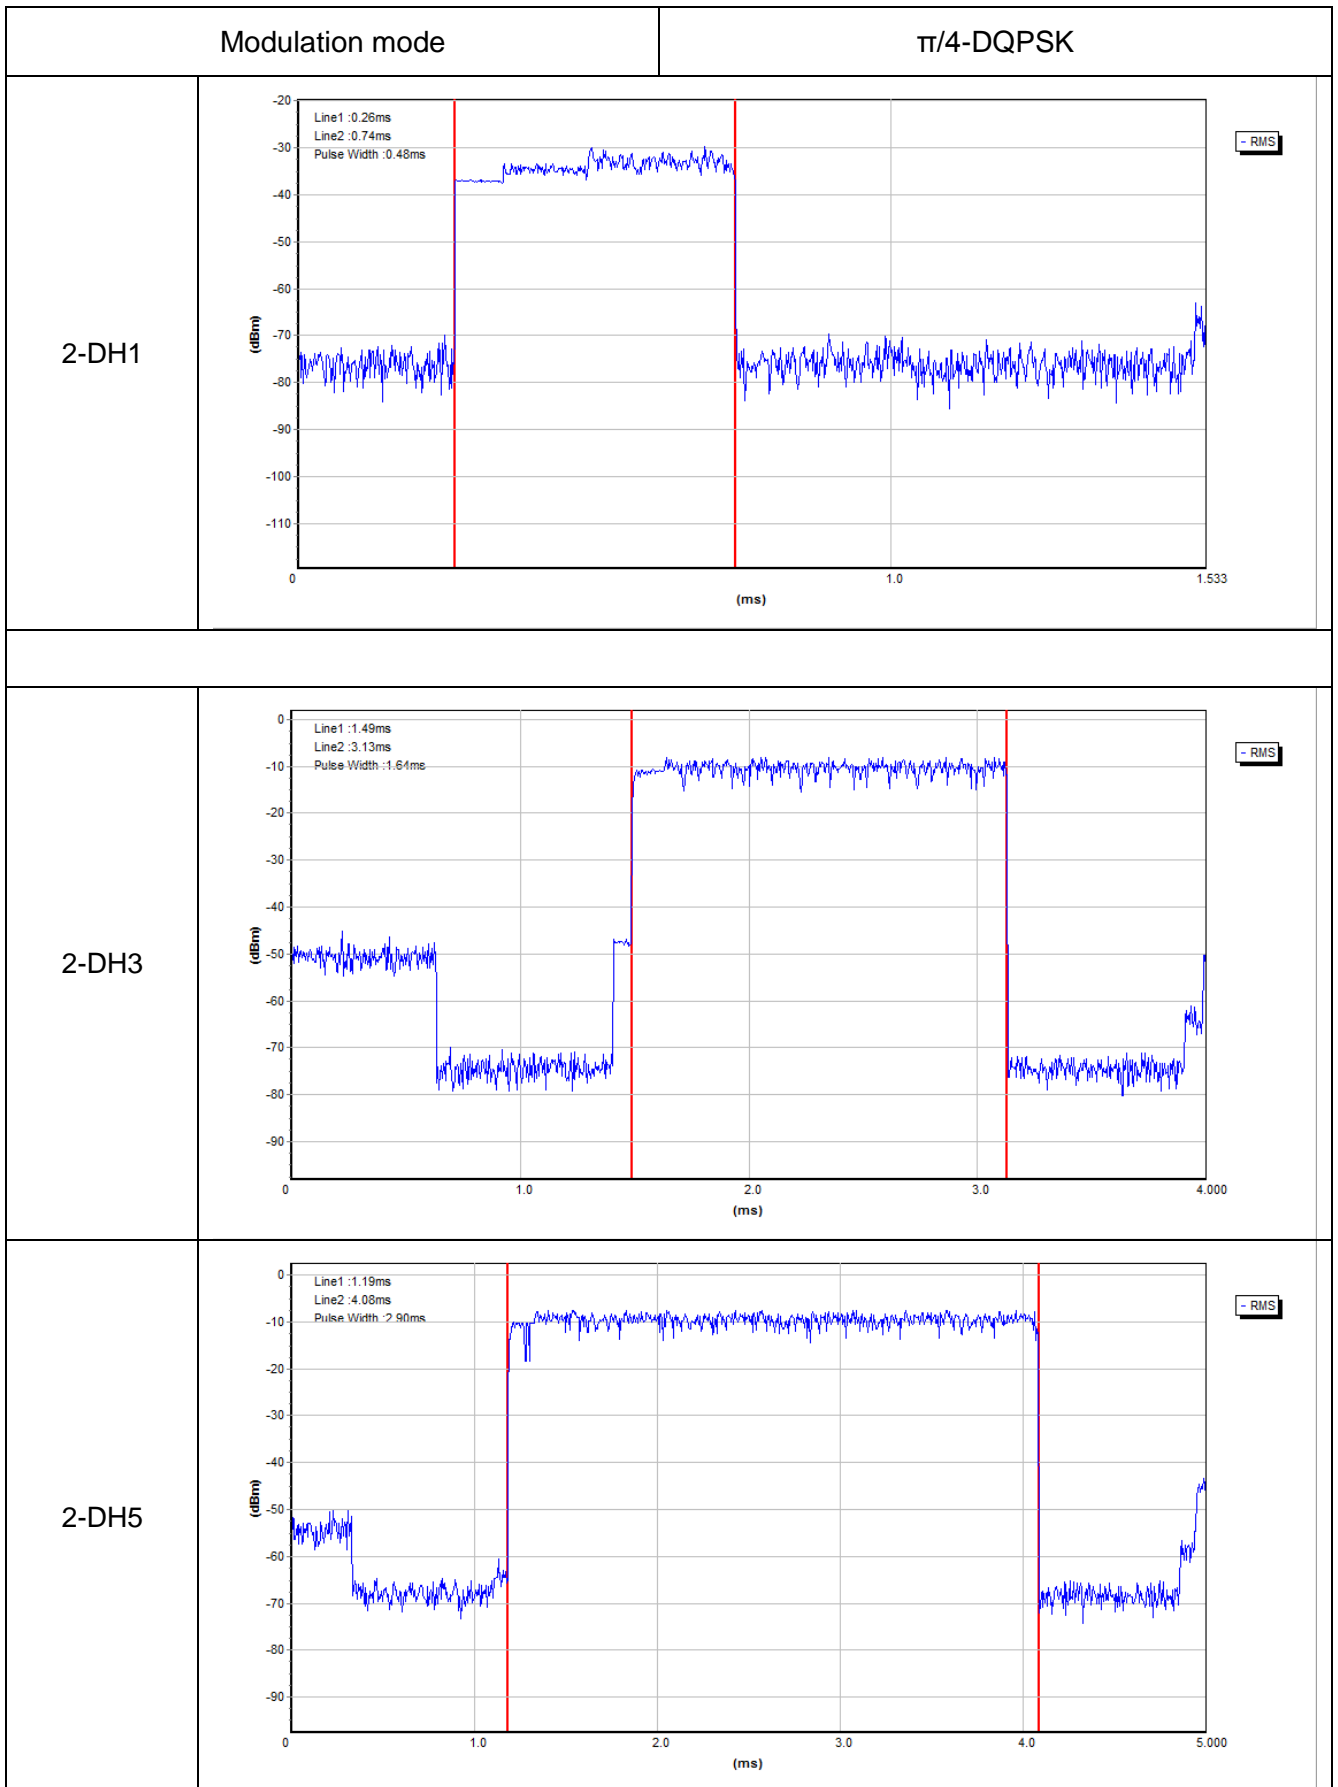 Modulation mode
π/4-DQPSK
2-DH1
Line1 :0.26ms
Line2 :0.74ms
Pulse Width :0.48ms
- RMS
-20
-30
-40
-50
-60
-70
-80
-90
-100
-110
(dBm)
0
1.0
1.533
(ms)
2-DH3
Line1 :1.49ms
Line2 :3.13ms
Pulse Width :1.64ms
- RMS
0
-10
-20
-30
-40
-50
-60
-70
-80
-90
(dBm)
0
1.0
2.0
3.0
4.000
(ms)
2-DH5
Line1 :1.19ms
Line2 :4.08ms
Pulse Width :2.90ms
- RMS
0
-10
-20
-30
-40
-50
-60
-70
-80
-90
(dBm)
0
1.0
2.0
3.0
4.0
5.000
(ms)